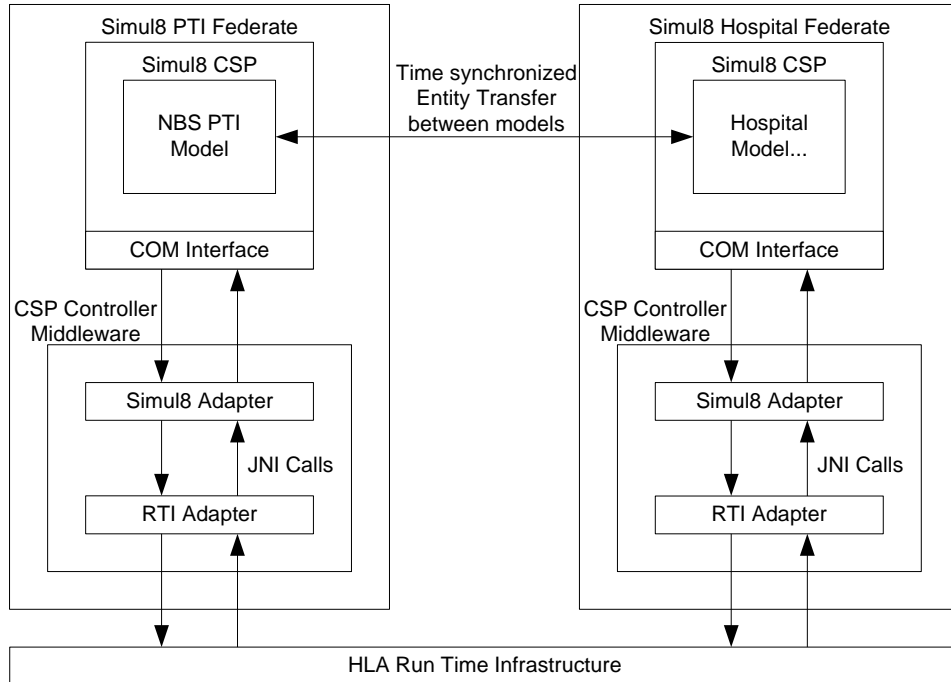 Simul8 PTI Federate
Simul8 CSP
NBS PTI
Model
COM Interface
CSP Controller
Middleware
Simul8 Adapter
JNI Calls
RTI Adapter
Time synchronized
Entity Transfer
between models
Simul8 Hospital Federate
Simul8 CSP
Hospital
Model...
COM Interface
CSP Controller
Middleware
Simul8 Adapter
JNI Calls
RTI Adapter
HLA Run Time Infrastructure